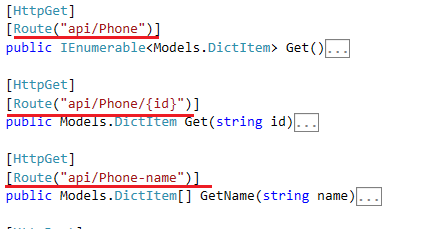 [HttpGet]
[Route("api/Phone")]
public IEnumerable<Models.DictItem> Get()...
[HttpGet]
[Route("api/Phone/{id}")]
public Models.DictItem Get(string id)...
[HttpGet]
[Route("api/Phone-name")]
public Models.DictItem[] GetName(string name)...
[HttpGet]